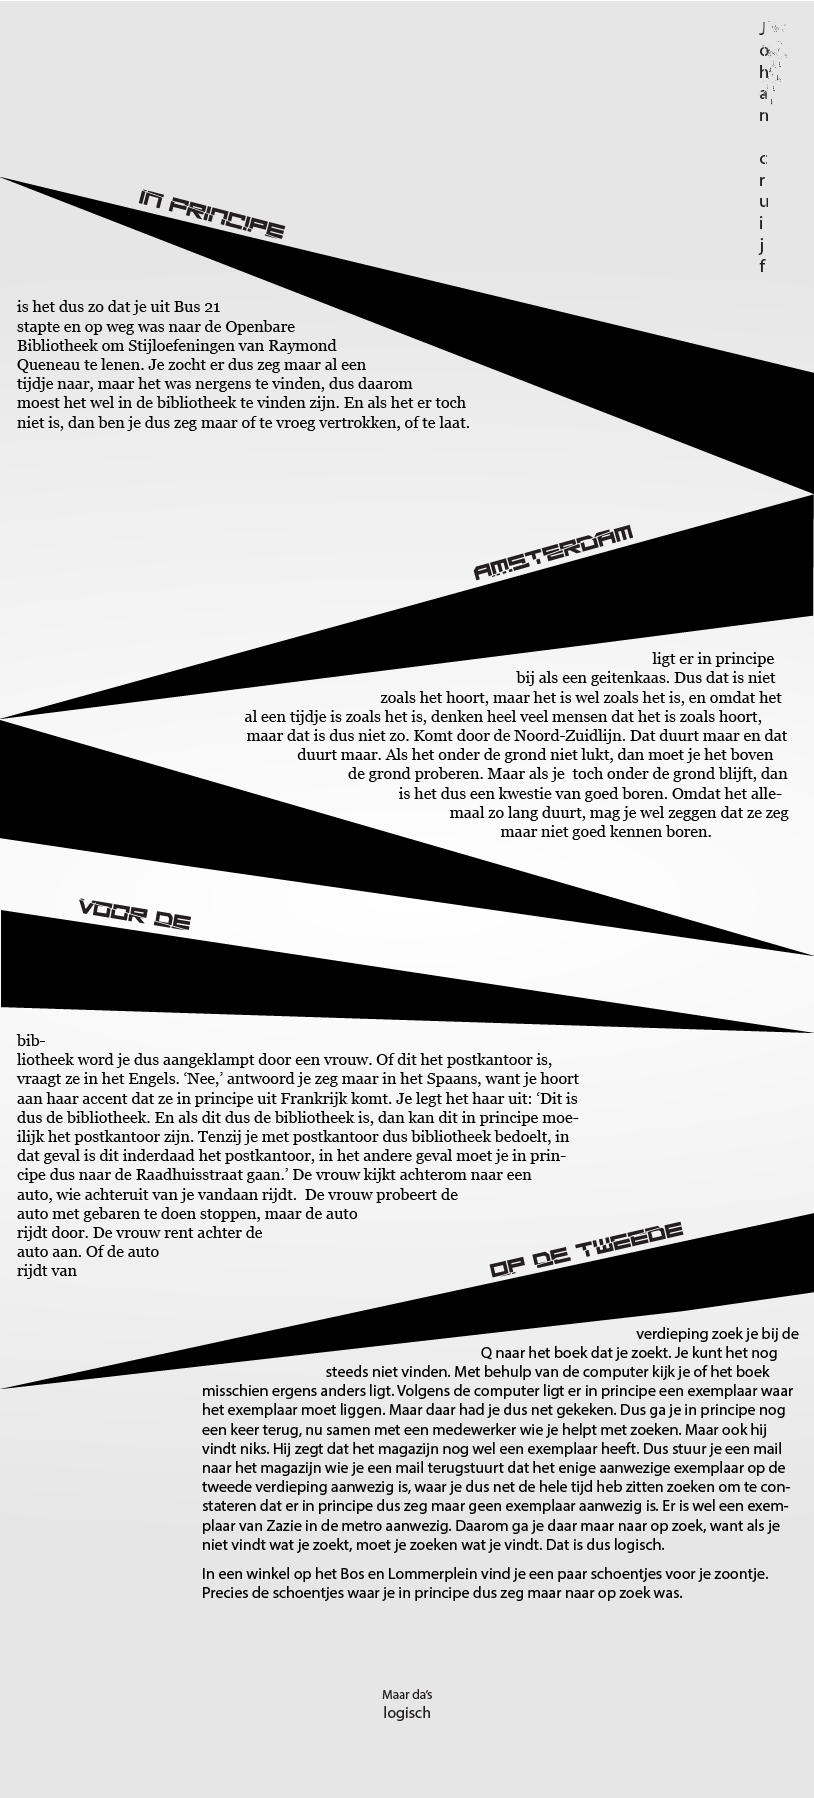 Johan cruijf
IN PRINCIPE
is het dus zo dat je uit Bus 21
stapte en op weg was naar de Openbare
Bibliotheek om Stijloefeningen van Raymond
Queneau te lenen. Je zocht er dus zeg maar al een
tijdje naar, maar het was nergens te vinden, dus daarom
moest het wel in de bibliotheek te vinden zijn. En als het er toch
niet is, dan ben je dus zeg maar of te vroeg vertrokken, of te laat.
AMSTERDAM
ligt er in principe
bij als een geitenkaas. Dus dat is niet
zoals het hoort, maar het is wel zoals het is, en omdat het
al een tijdje is zoals het is, denken heel veel mensen dat het is zoals hoort,
maar dat is dus niet zo. Komt door de Noord-Zuidlijn. Dat duurt maar en dat
duurt maar. Als het onder de grond niet lukt, dan moet je het boven
de grond proberen. Maar als je  toch onder de grond blijft, dan
is het dus een kwestie van goed boren. Omdat het alle-
maal zo lang duurt, mag je wel zeggen dat ze zeg
maar niet goed kennen boren.
VOOR DE
bib-
liotheek word je dus aangeklampt door een vrouw. Of dit het postkantoor is,
vraagt ze in het Engels. ‘Nee,’ antwoord je zeg maar in het Spaans, want je hoort
aan haar accent dat ze in principe uit Frankrijk komt. Je legt het haar uit: ‘Dit is
dus de bibliotheek. En als dit dus de bibliotheek is, dan kan dit in principe moe-
ilijk het postkantoor zijn. Tenzij je met postkantoor dus bibliotheek bedoelt, in
dat geval is dit inderdaad het postkantoor, in het andere geval moet je in prin-
cipe dus naar de Raadhuisstraat gaan.’ De vrouw kijkt achterom naar een
auto, wie achteruit van je vandaan rijdt.  De vrouw probeert de
auto met gebaren te doen stoppen, maar de auto
rijdt door. De vrouw rent achter de
auto aan. Of de auto
rijdt van
OP DE TWEEDE
verdieping zoek je bij de
Q naar het boek dat je zoekt. Je kunt het nog
steeds niet vinden. Met behulp van de computer kijk je of het boek
misschien ergens anders ligt. Volgens de computer ligt er in principe een exemplaar waar
het exemplaar moet liggen. Maar daar had je dus net gekeken. Dus ga je in principe nog
een keer terug, nu samen met een medewerker wie je helpt met zoeken. Maar ook hij
vindt niks. Hij zegt dat het magazijn nog wel een exemplaar heeft. Dus stuur je een mail
naar het magazijn wie je een mail terugstuurt dat het enige aanwezige exemplaar op de
tweede verdieping aanwezig is, waar je dus net de hele tijd heb zitten zoeken om te con-
stateren dat er in principe dus zeg maar geen exemplaar aanwezig is. Er is wel een exem-
plaar van Zazie in de metro aanwezig. Daarom ga je daar maar naar op zoek, want als je
niet vindt wat je zoekt, moet je zoeken wat je vindt. Dat is dus logisch.
In een winkel op het Bos en Lommerplein vind je een paar schoentjes voor je zoontje.
Precies de schoentjes waar je in principe dus zeg maar naar op zoek was.
Maar da's
logisch